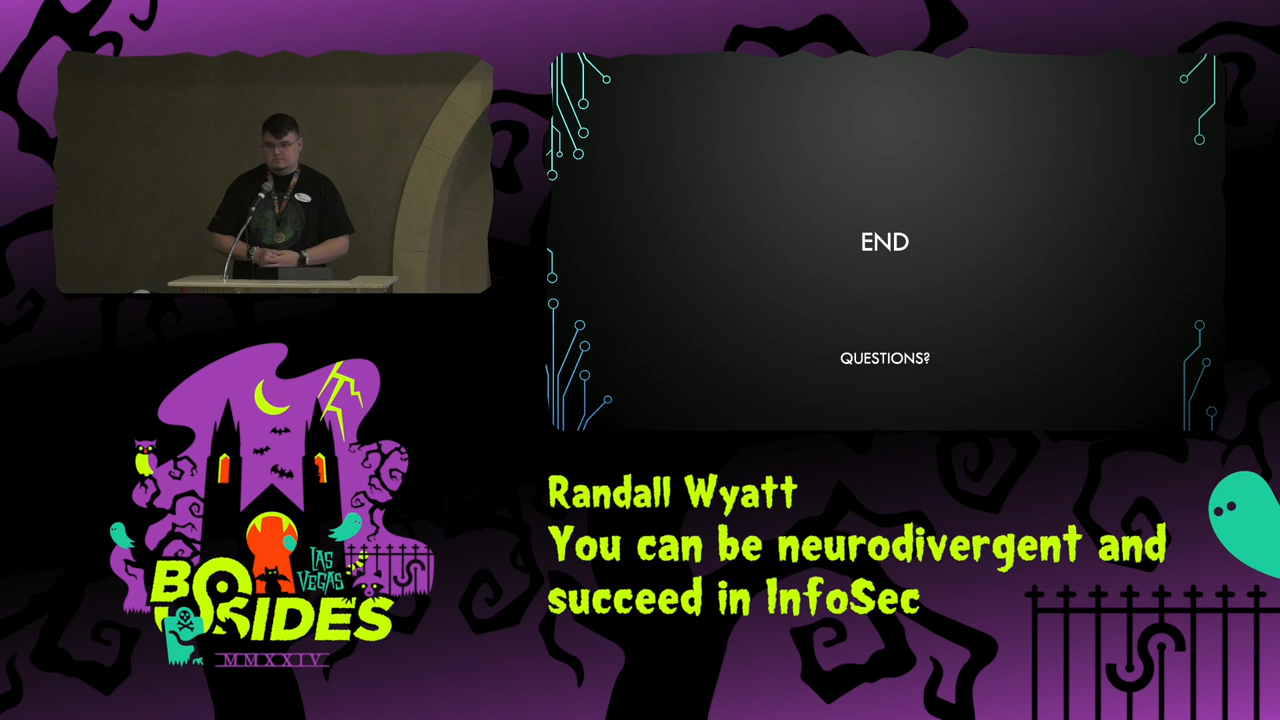 END
QUESTIONS?
Randall Wyatt
You can be neurodivergent and
succeed in InfoSec
LAS
VEGAS
BSIDES
MMXXIV